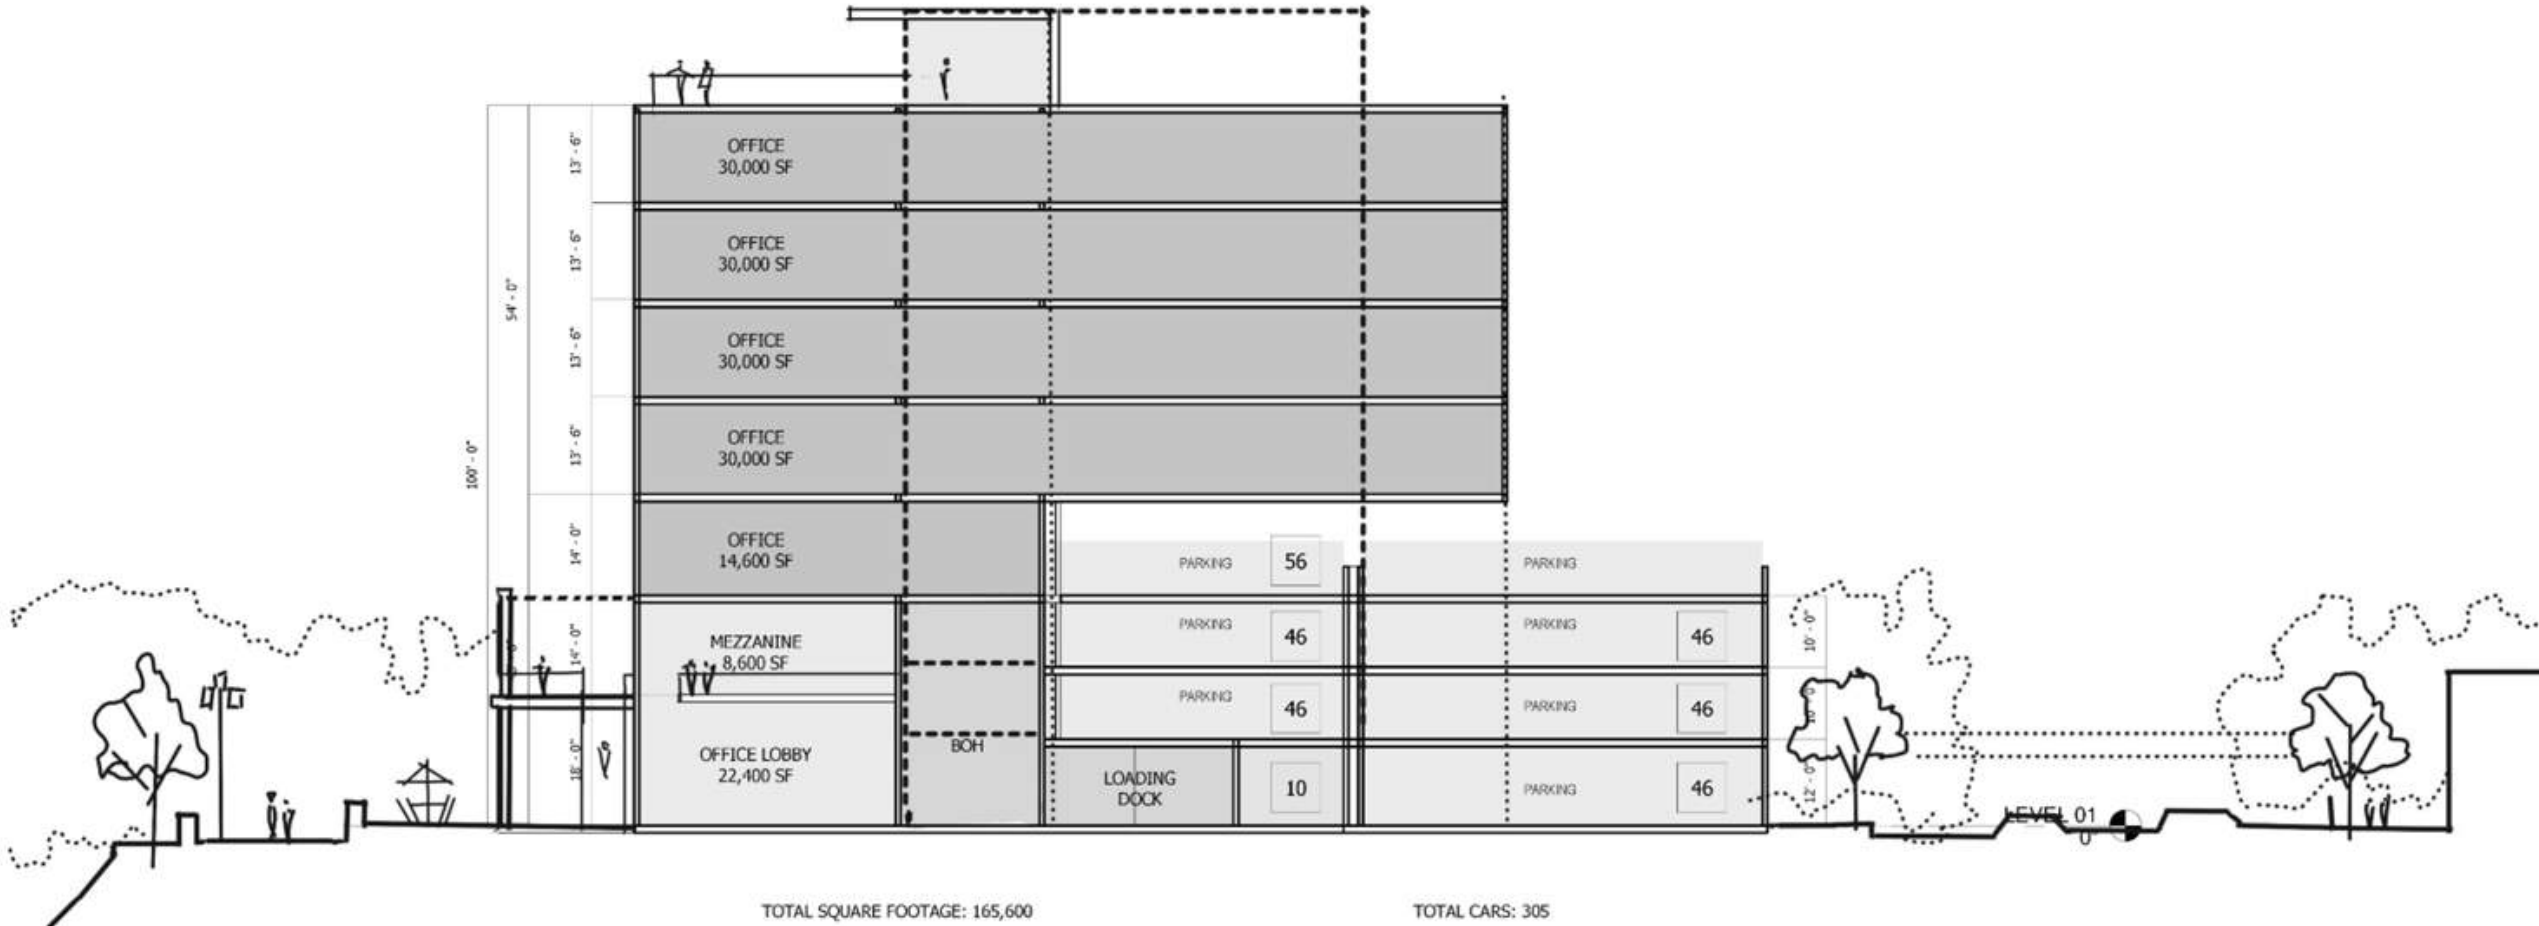 13' - 6"
OFFICE
30,000 SF
13' - 6"
OFFICE
30,000 SF
54' - 0"
13' - 6"
OFFICE
30,000 SF
100' - 0"
13' - 6"
OFFICE
30,000 SF
14' - 0"
OFFICE
14,600 SF
PARKING
56
PARKING
14' - 0"
MEZZANINE
8,600 SF
PARKING
46
PARKING
46
10' - 0"
PARKING
46
PARKING
46
10' - 0"
18' - 0"
OFFICE LOBBY
22,400 SF
BOH
LOADING
DOCK
10
PARKING
46
12' - 0"
LEVEL 01
0"
TOTAL SQUARE FOOTAGE: 165,600
TOTAL CARS: 305